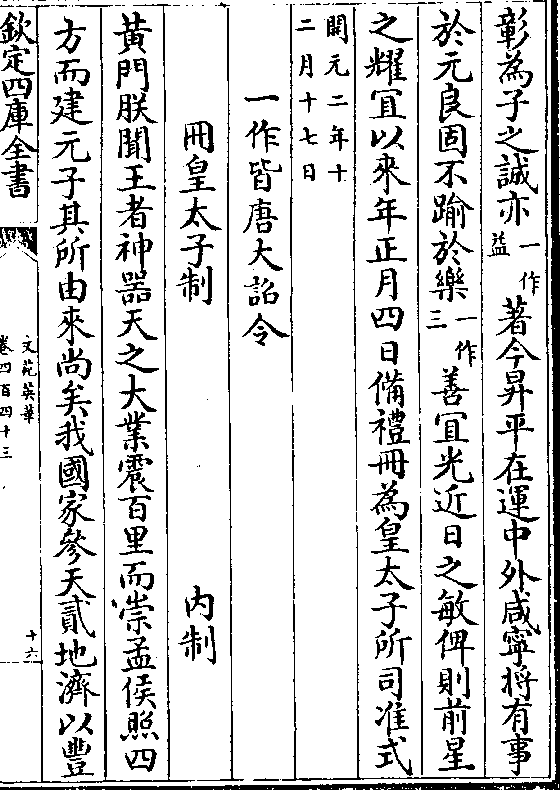 彰為子之誠亦一作益著今昇平在運中外咸寧将有事
於元良固不踰於樂一作三善冝光近日之敏俾則前星
之耀冝以來年正月四日備禮冊為皇太子所司准式
開元二年十
二月十七日
一作皆唐大詔令
冊皇太子制　內制
黄門朕聞王者神器天之大業震百里而崇孟侯照四
方而建元子其所由來尚矣我國家參天貳地濟以豐
欽定四庫全書
文苑英華
卷四百四十三
十六